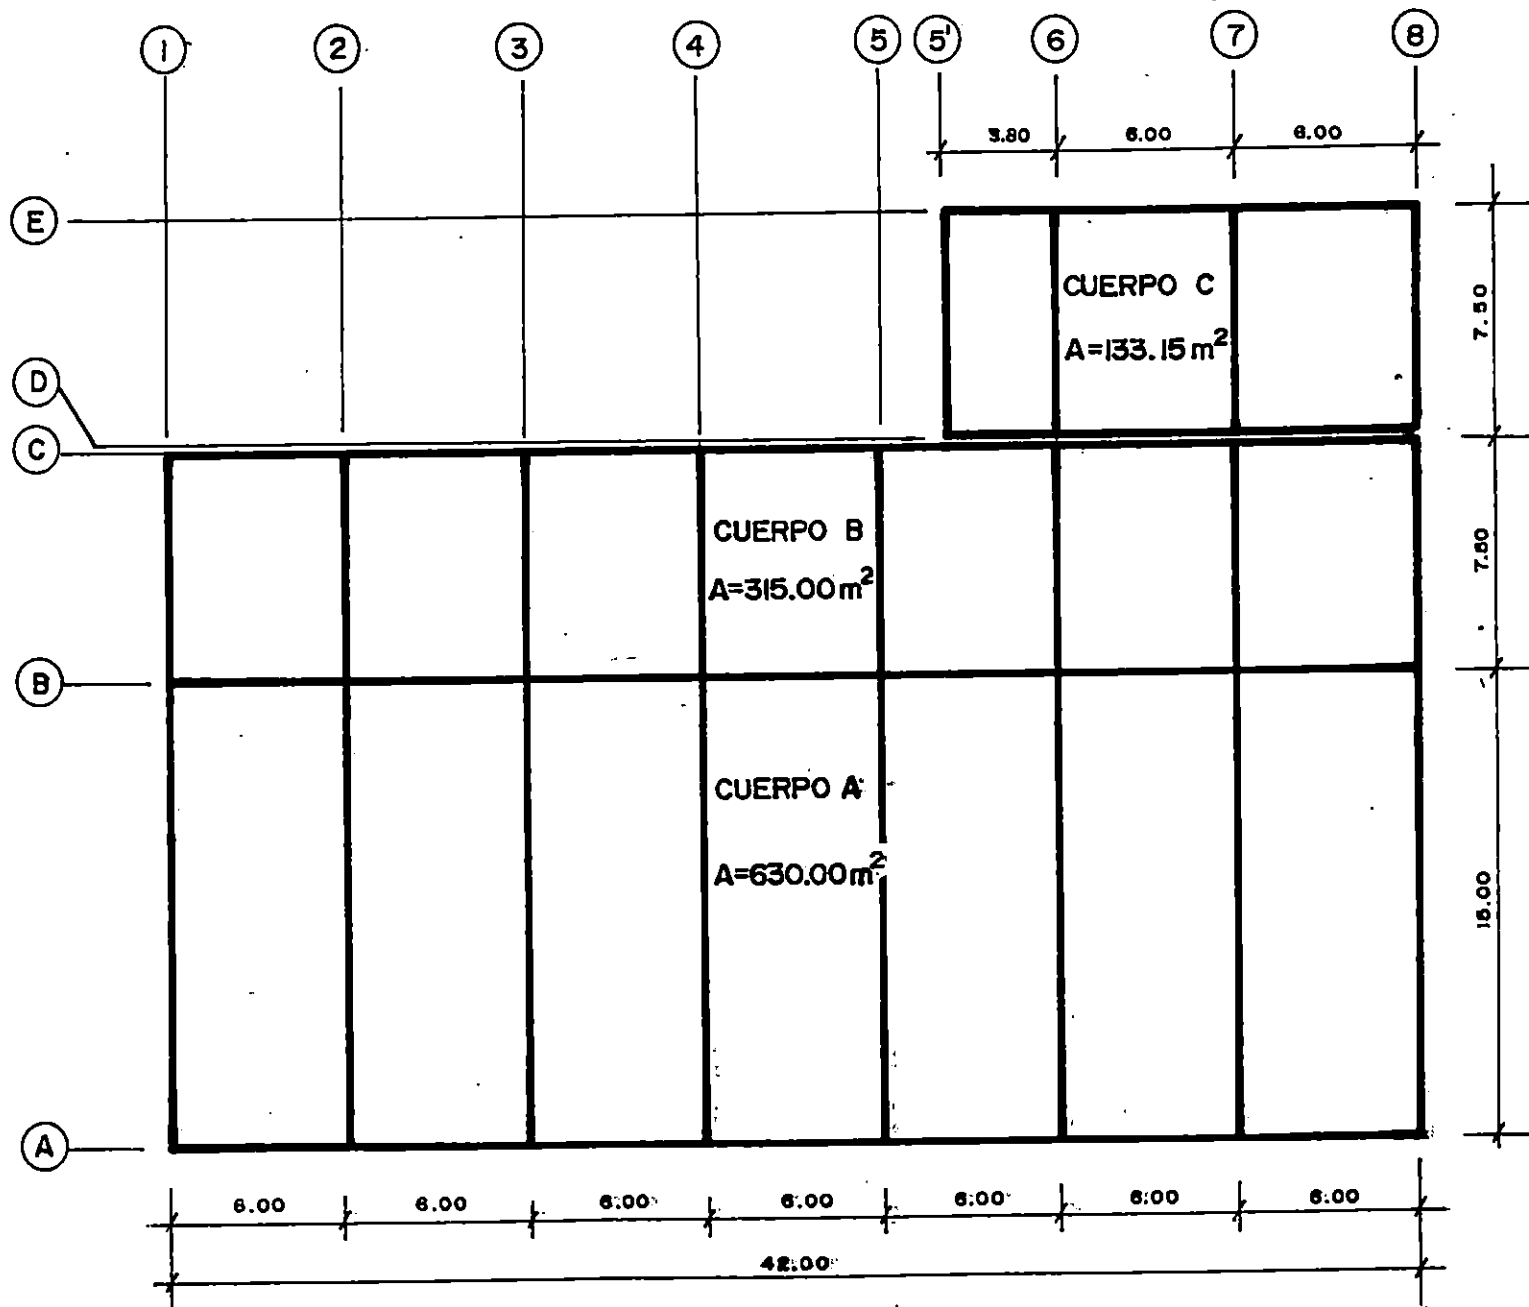 1 2 3 4 5 5' 6 7 8
3.80 6.00 6.00
E
CUERPO C
A=133.15 m²
7.50
D
C
CUERPO B
A=315.00 m²
7.50
B
CUERPO A
A=630.00 m²
15.00
A
6.00 6.00 6.00 6.00 6.00 6.00 6.00
42.00